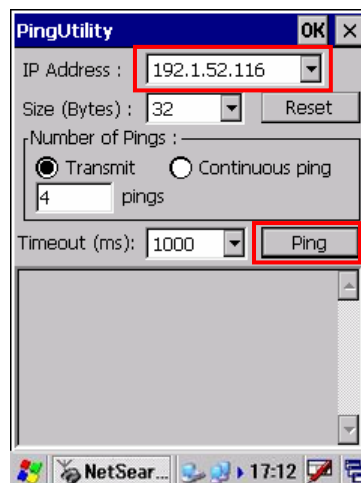 PingUtility OK ×
IP Address : 192.1.52.116
Size (Bytes) : 32 Reset
Number of Pings :
Transmit Continuous ping
4 pings
Timeout (ms): 1000 Ping
NetSear... 17:12